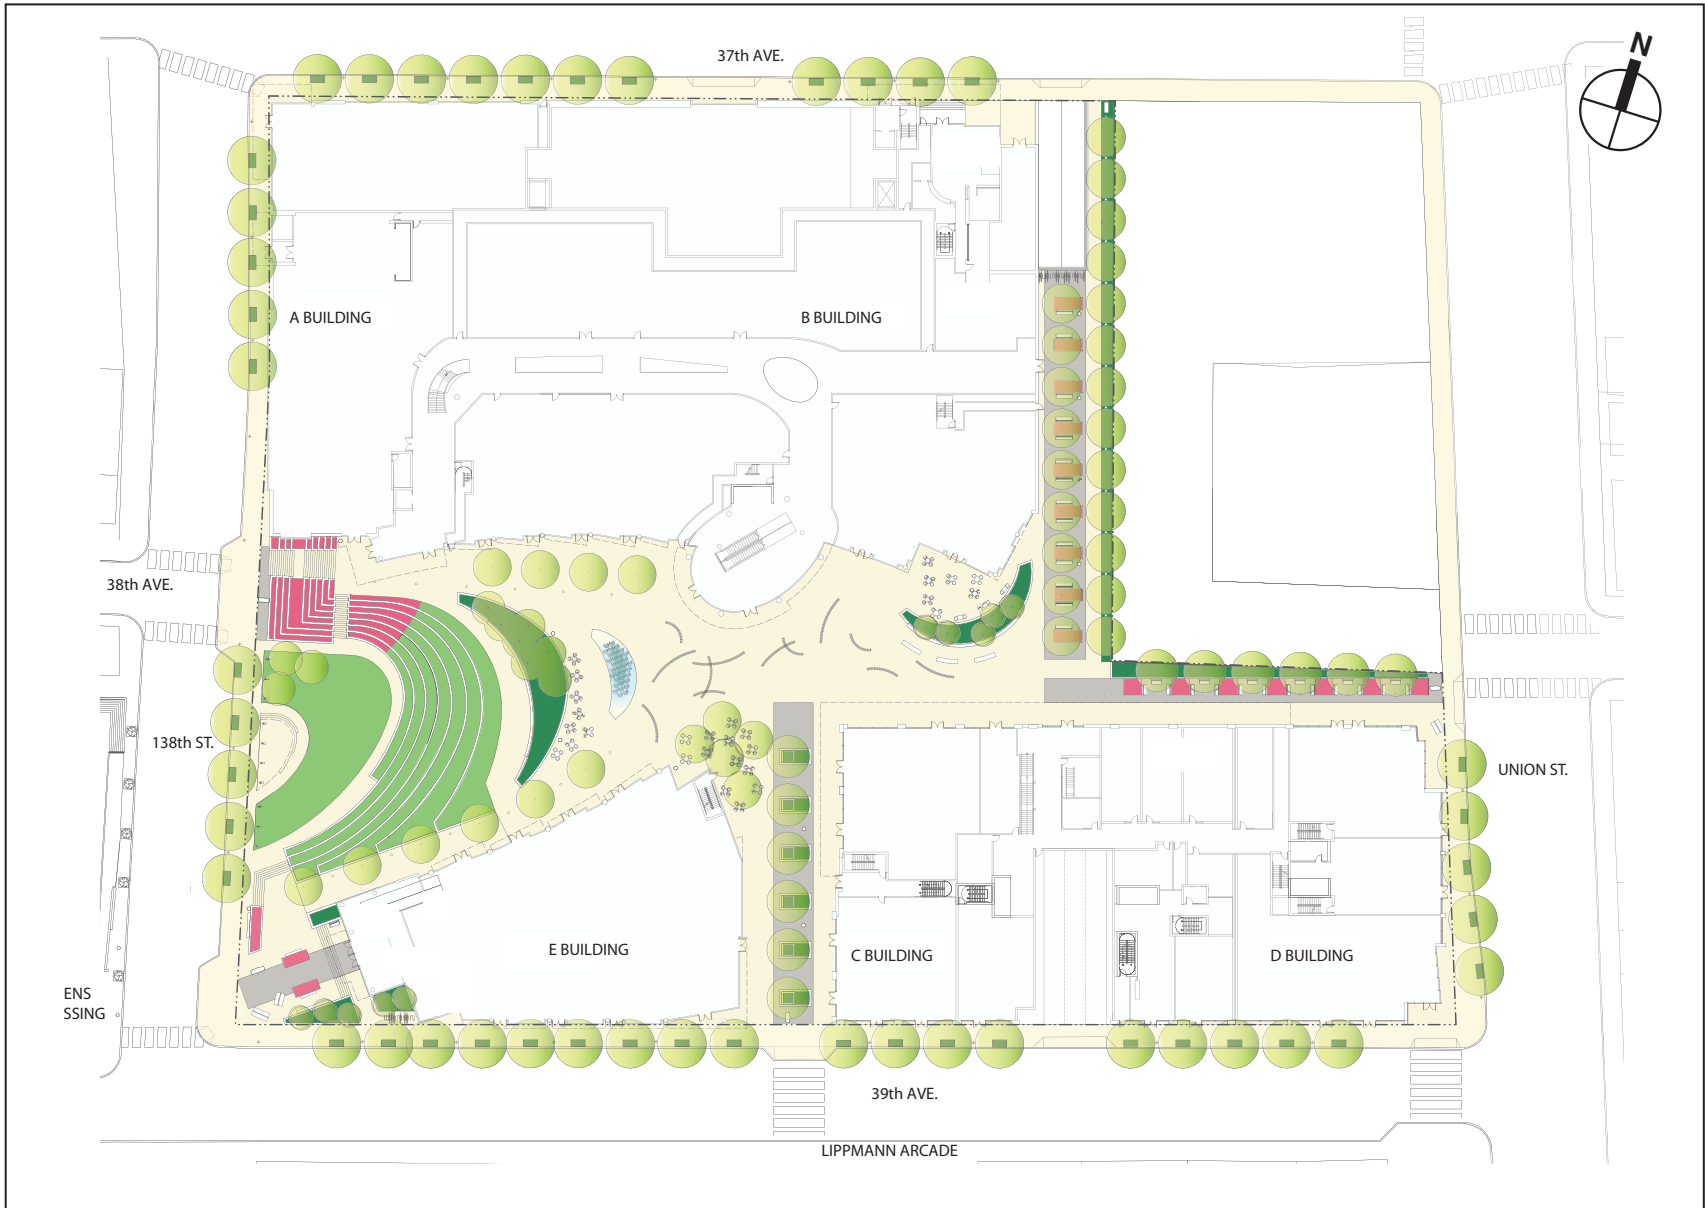 N
37th AVE.
A BUILDING
B BUILDING
38th AVE.
138th ST.
UNION ST.
E BUILDING
C BUILDING
D BUILDING
ENS
SSING
39th AVE.
LIPPMANN ARCADE